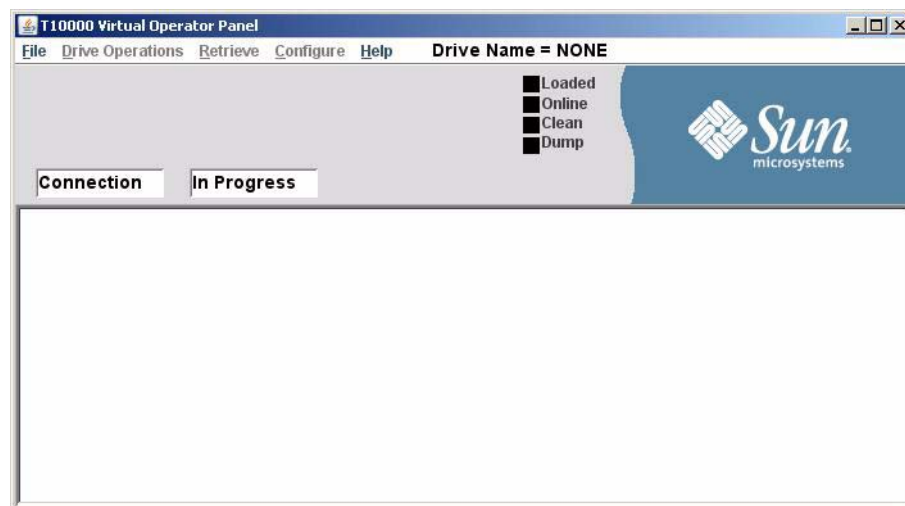 T10000 Virtual Operator Panel
File Drive Operations Retrieve Configure Help Drive Name = NONE
Loaded
Online
Clean
Dump
Sun
microsystems
Connection In Progress